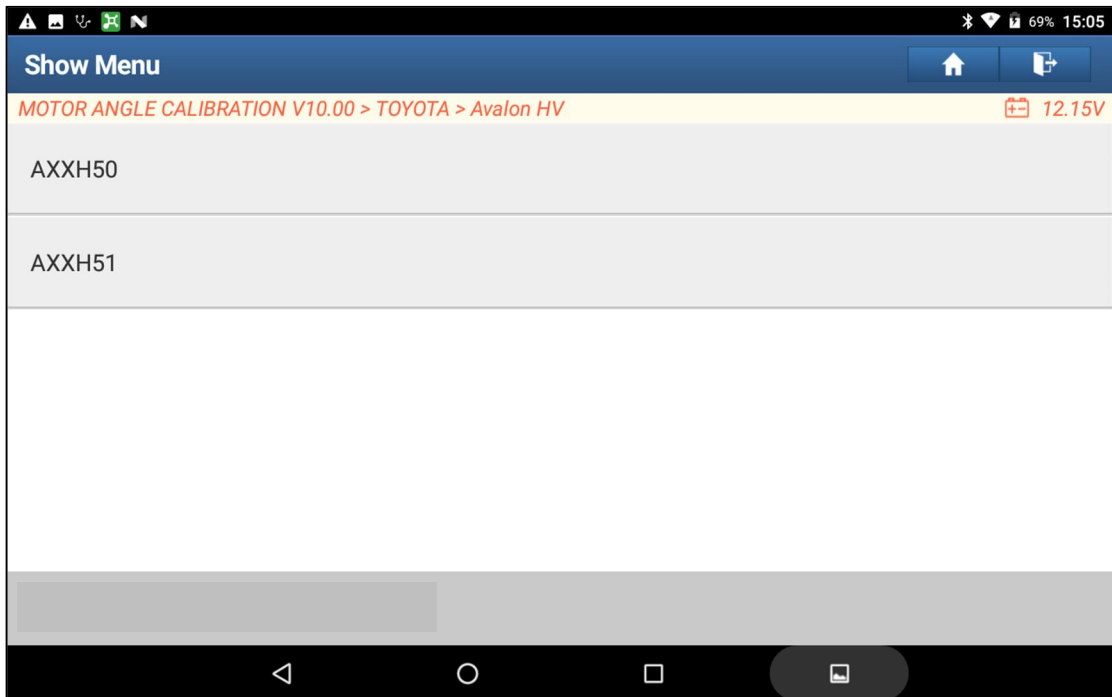 69% 15:05
Show Menu
MOTOR ANGLE CALIBRATION V10.00 > TOYOTA > Avalon HV 12.15V
AXXH50
AXXH51